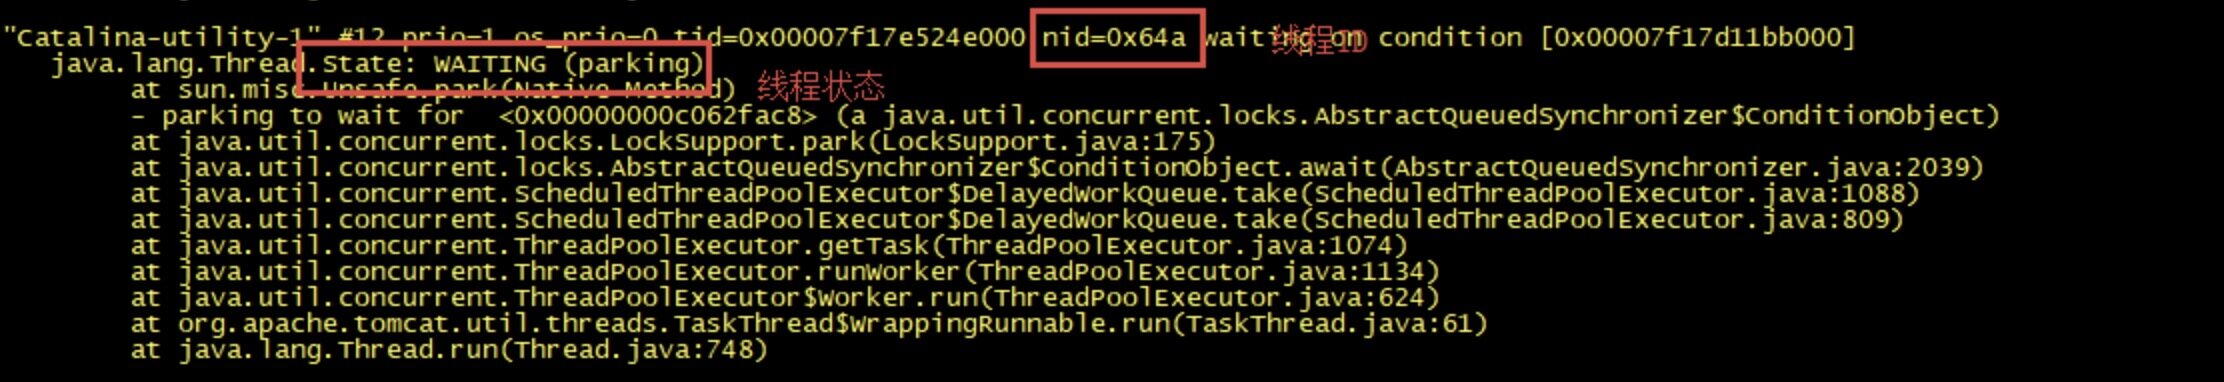 "Catalina-utility-1" #12 prio=1 os_prio=0 tid=0x00007f17e524e000 nid=0x64a waiting on condition [0x00007f17d11bb000]
线程ID
java.lang.Thread.State: WAITING (parking)
at sun.misc.Unsafe.park(Native Method)
线程状态
- parking to wait for  <0x00000000c062fac8> (a java.util.concurrent.locks.AbstractQueuedSynchronizer$ConditionObject)
at java.util.concurrent.locks.LockSupport.park(LockSupport.java:175)
at java.util.concurrent.locks.AbstractQueuedSynchronizer$ConditionObject.await(AbstractQueuedSynchronizer.java:2039)
at java.util.concurrent.ScheduledThreadPoolExecutor$DelayedWorkQueue.take(ScheduledThreadPoolExecutor.java:1088)
at java.util.concurrent.ScheduledThreadPoolExecutor$DelayedWorkQueue.take(ScheduledThreadPoolExecutor.java:809)
at java.util.concurrent.ThreadPoolExecutor.getTask(ThreadPoolExecutor.java:1074)
at java.util.concurrent.ThreadPoolExecutor.runWorker(ThreadPoolExecutor.java:1134)
at java.util.concurrent.ThreadPoolExecutor$Worker.run(ThreadPoolExecutor.java:624)
at org.apache.tomcat.util.threads.TaskThread$WrappingRunnable.run(TaskThread.java:61)
at java.lang.Thread.run(Thread.java:748)